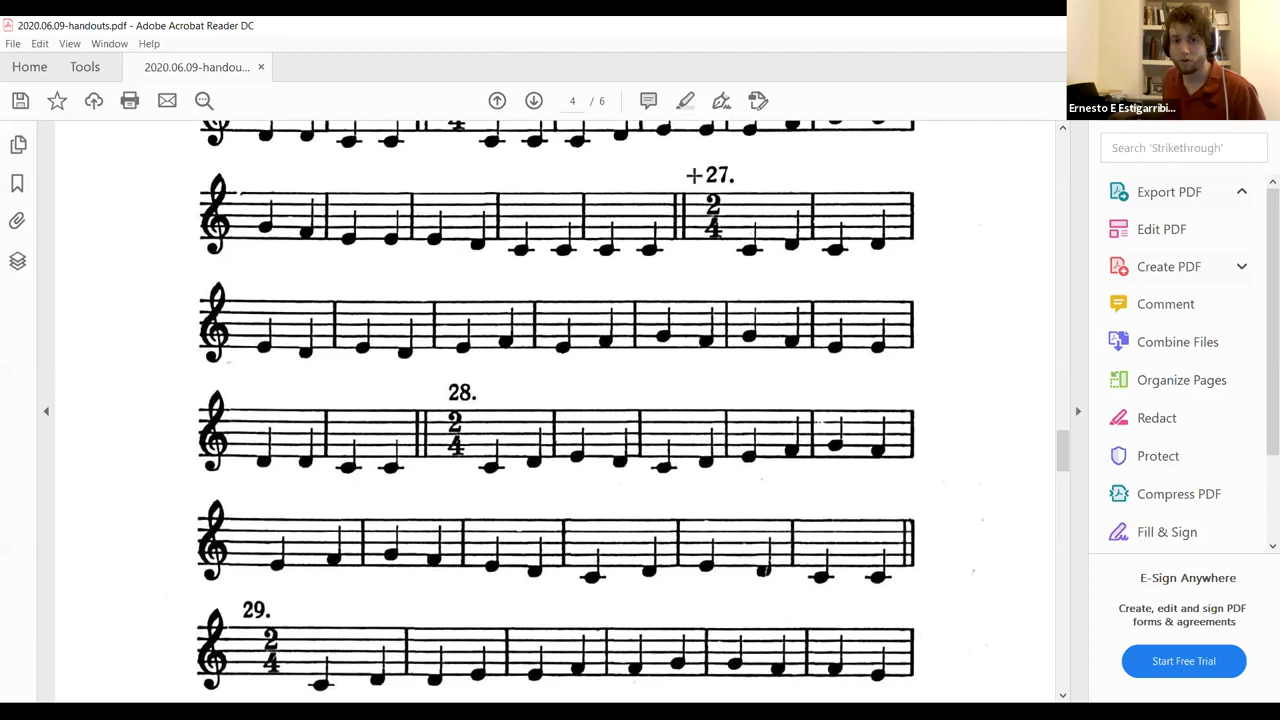 2020.06.09-handouts.pdf - Adobe Acrobat Reader DC
File Edit View Window Help
Home Tools 2020.06.09-handou... ×
4 / 6
Ernesto E Estigarribi...
Search 'Strikethrough'
Export PDF
Edit PDF
Create PDF
Comment
Combine Files
Organize Pages
Redact
Protect
Compress PDF
Fill & Sign
E-Sign Anywhere
Create, edit and sign PDF
forms & agreements
Start Free Trial
4
+27.
2
4
28.
2
4
29.
2
4